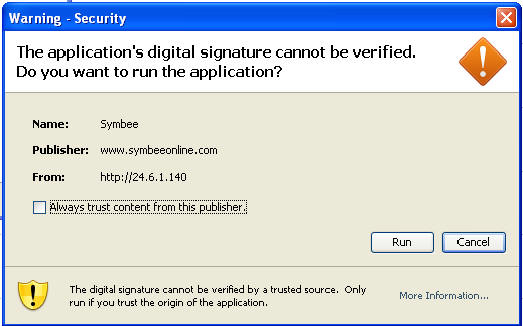 Warning - Security
The application's digital signature cannot be verified.
Do you want to run the application?
Name: Symbee
Publisher: www.symbeeonline.com
From: http://24.6.1.140
Always trust content from this publisher.
Run Cancel
The digital signature cannot be verified by a trusted source. Only
run if you trust the origin of the application.
More Information...